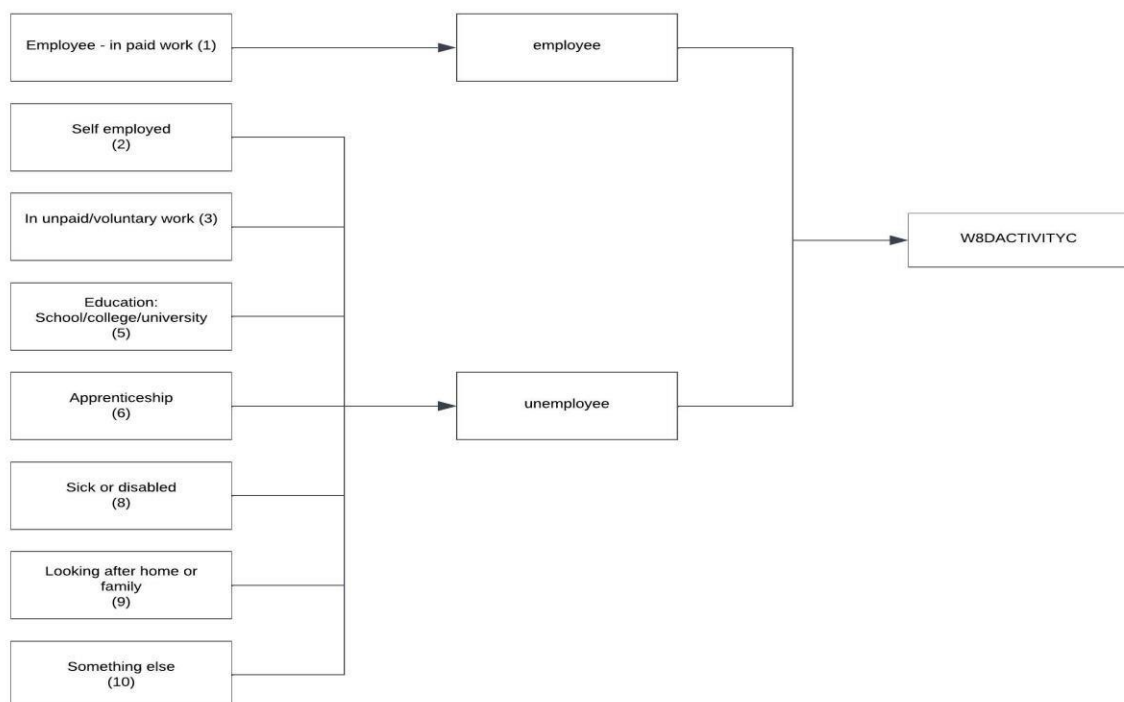 Employee - in paid work (1)
employee
Self employed
(2)
In unpaid/voluntary work (3)
W8DACTIVITYC
Education:
School/college/university
(5)
Apprenticeship
(6)
unemployee
Sick or disabled
(8)
Looking after home or
family
(9)
Something else
(10)